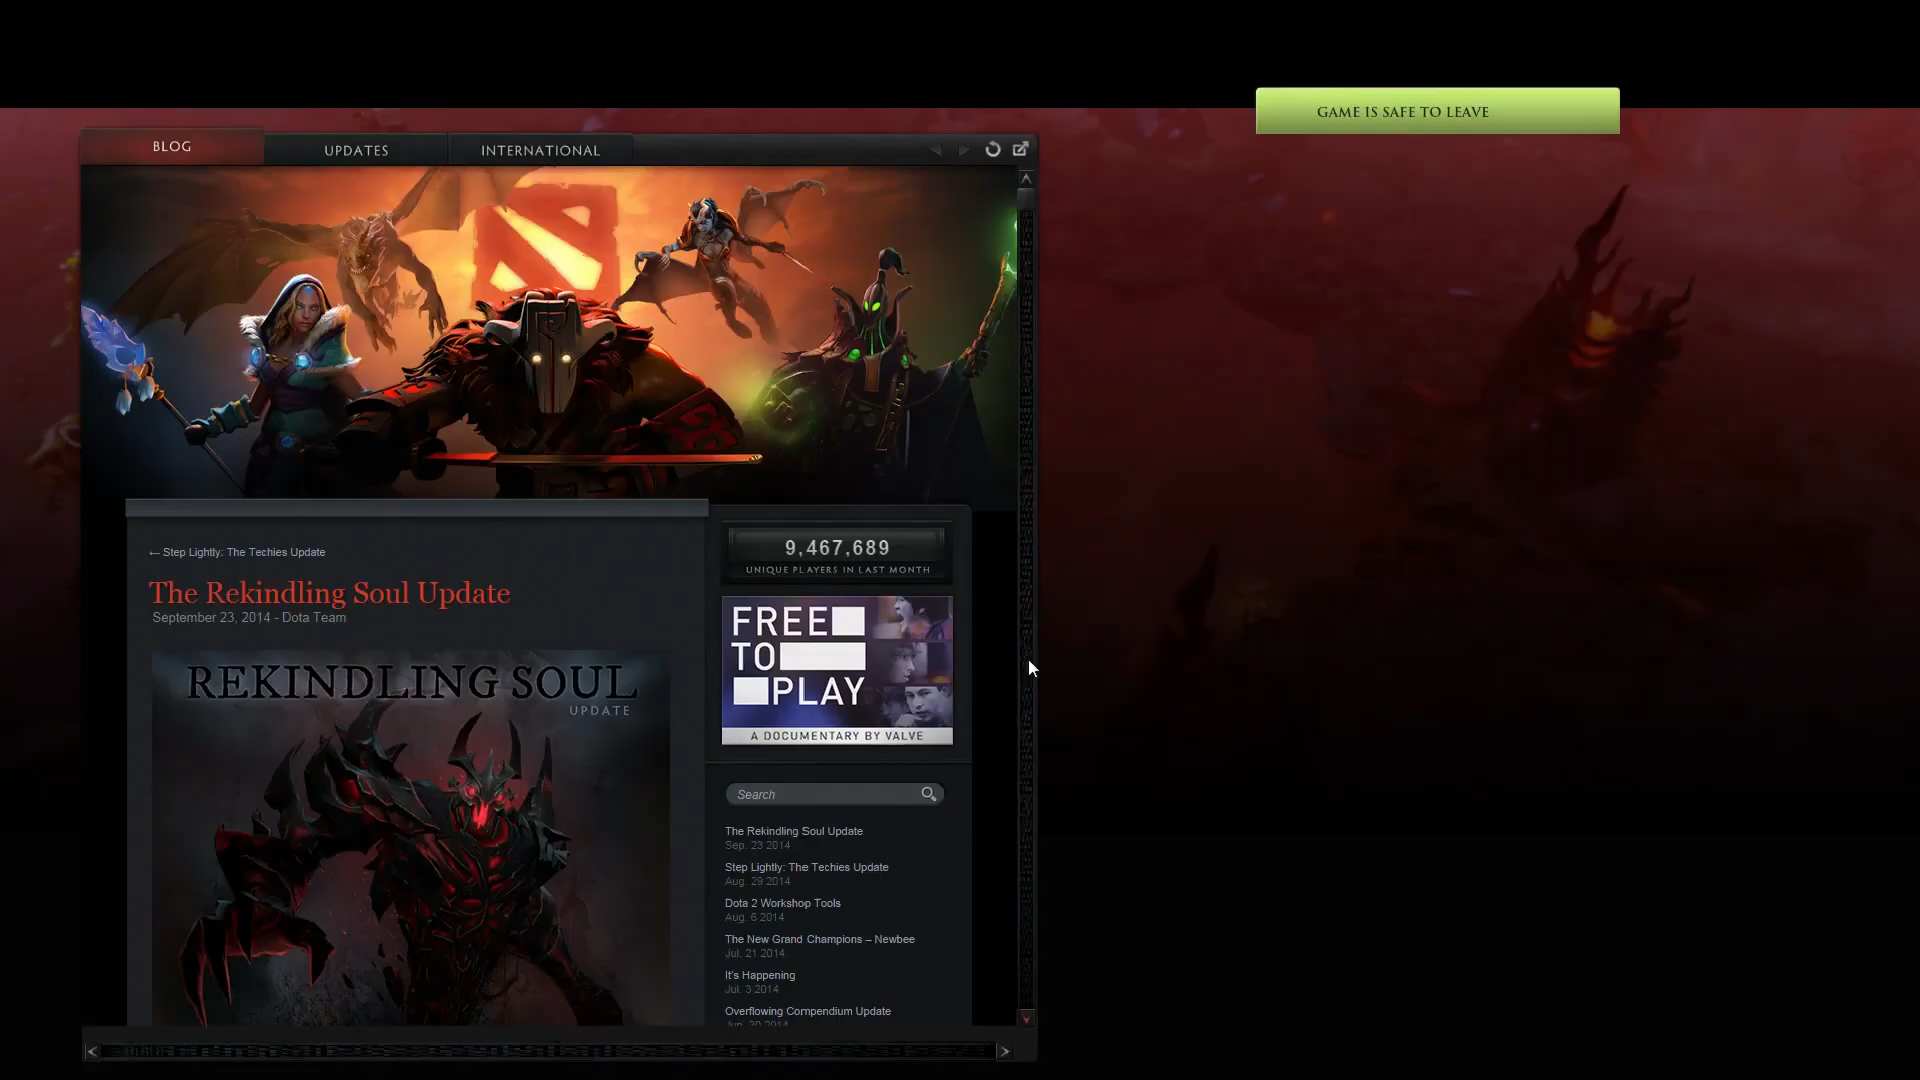 GAME IS SAFE TO LEAVE
BLOG
UPDATES
INTERNATIONAL
← Step Lightly: The Techies Update
The Rekindling Soul Update
September 23, 2014 - Dota Team
REKINDLING SOUL
UPDATE
9,467,689
UNIQUE PLAYERS IN LAST MONTH
FREE
TO
PLAY
A DOCUMENTARY BY VALVE
Search
The Rekindling Soul Update
Sep. 23 2014
Step Lightly: The Techies Update
Aug. 29 2014
Dota 2 Workshop Tools
Aug. 6 2014
The New Grand Champions – Newbee
Jul. 21 2014
It's Happening
Jul. 3 2014
Overflowing Compendium Update
Jun. 30 2014